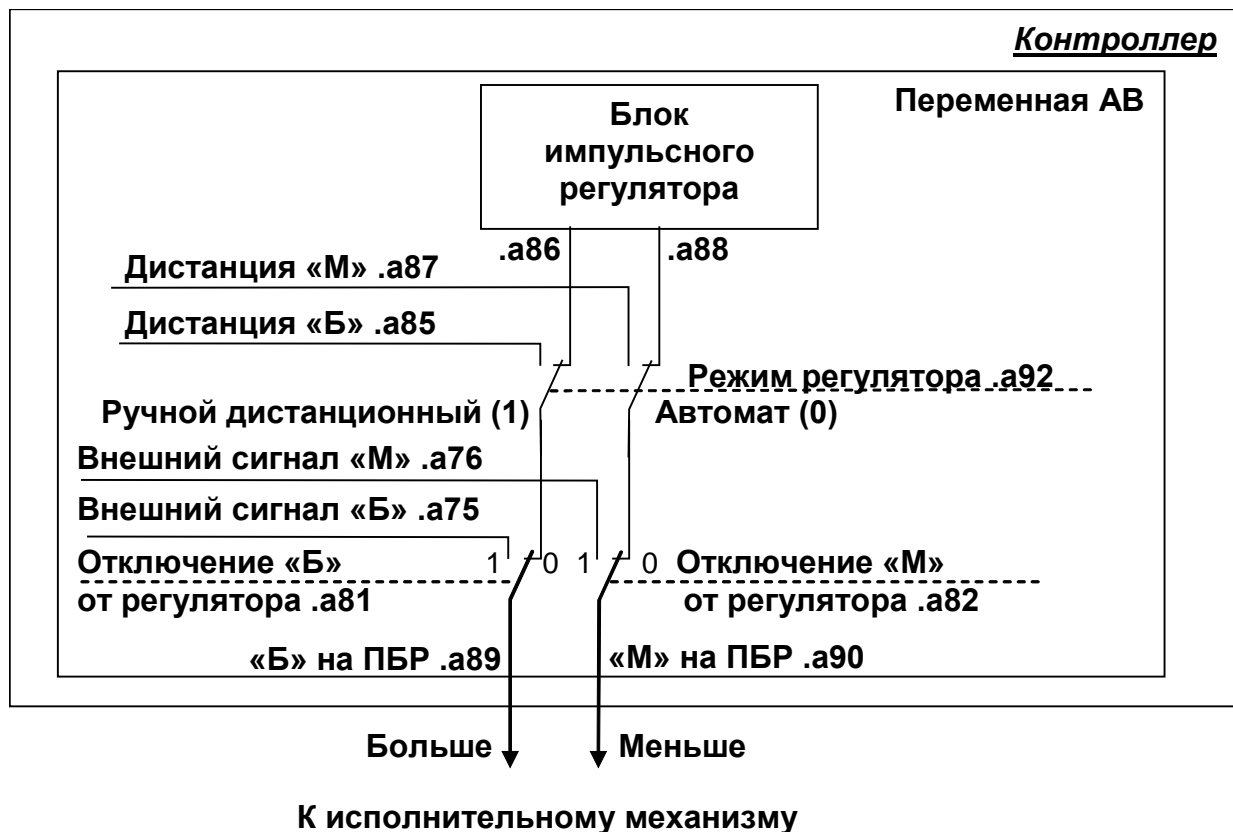 Контроллер
Переменная АВ
Блок
импульсного
регулятора
.а86
.а88
Дистанция «М» .а87
Дистанция «Б» .а85
Режим регулятора .а92
Ручной дистанционный (1)
Автомат (0)
Внешний сигнал «М» .а76
Внешний сигнал «Б» .а75
Отключение «Б»
1 0 1 0
Отключение «М»
от регулятора .а81
от регулятора .а82
«Б» на ПБР .а89
«М» на ПБР .а90
Больше
Меньше
К исполнительному механизму